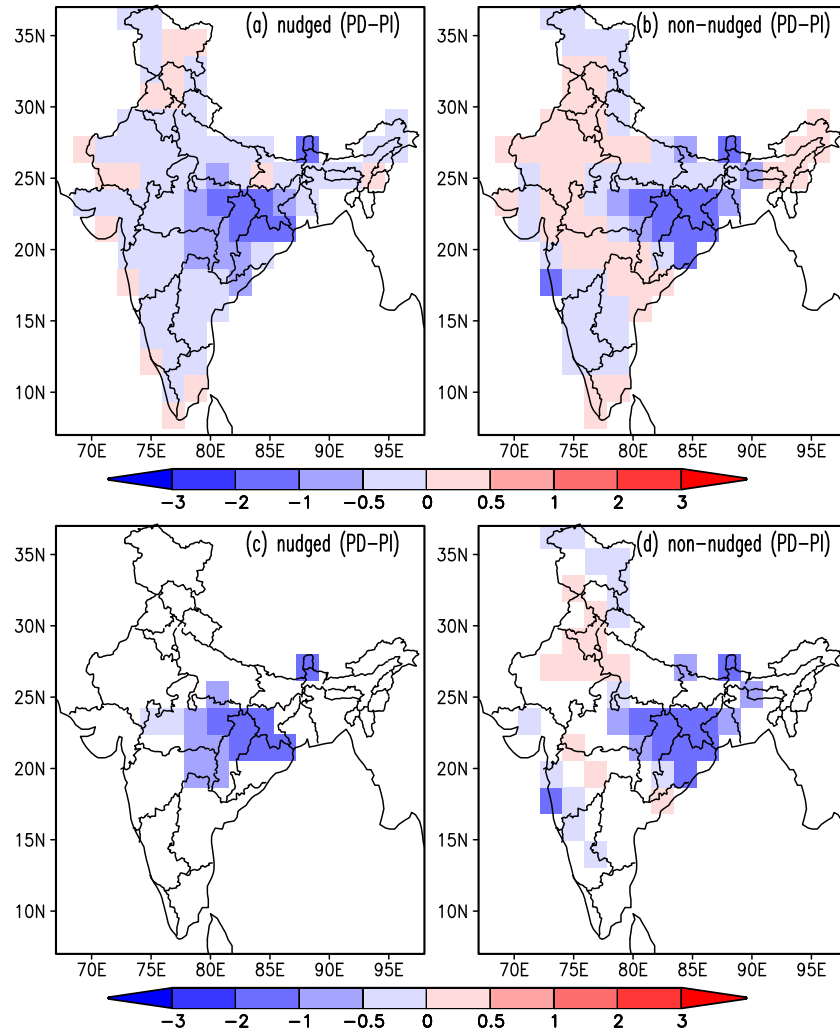 (a) nudged (PD-PI)
(b) non-nudged (PD-PI)
35N
35N
30N
30N
25N
25N
20N
20N
15N
15N
10N
10N
70E 75E 80E 85E 90E 95E
70E 75E 80E 85E 90E 95E
-3 -2 -1 -0.5 0 0.5 1 2 3
(c) nudged (PD-PI)
(d) non-nudged (PD-PI)
35N
35N
30N
30N
25N
25N
20N
20N
15N
15N
10N
10N
70E 75E 80E 85E 90E 95E
70E 75E 80E 85E 90E 95E
-3 -2 -1 -0.5 0 0.5 1 2 3